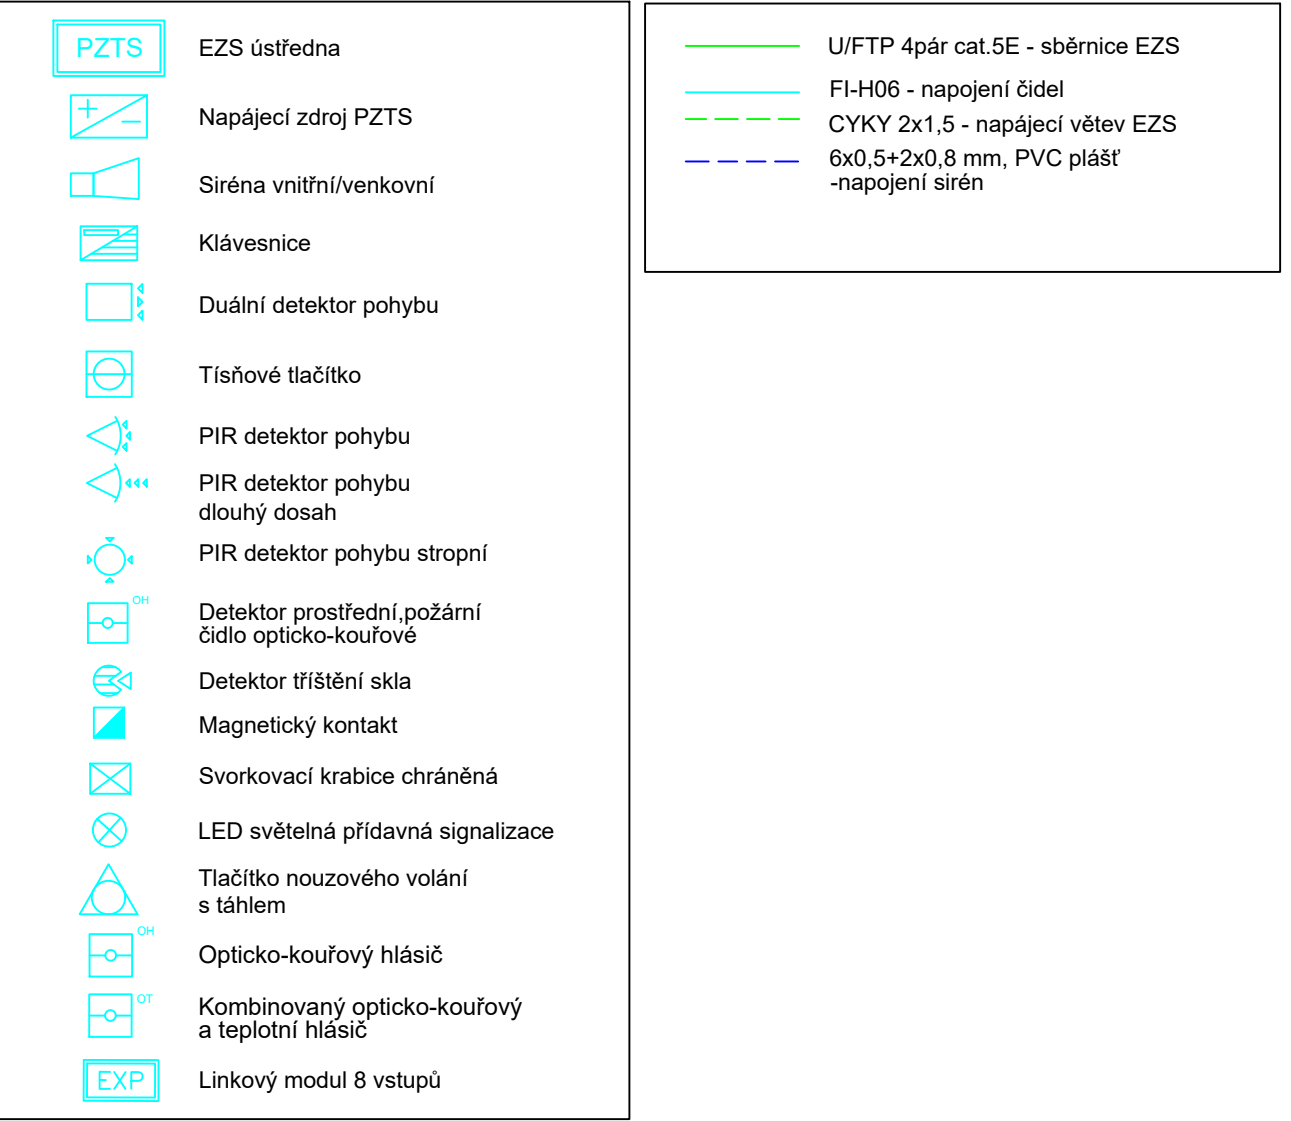 PZTS EZS ústředna
Napájecí zdroj PZTS
Siréna vnitřní/venkovní
Klávesnice
Duální detektor pohybu
Tísňové tlačítko
PIR detektor pohybu
PIR detektor pohybu
dlouhý dosah
PIR detektor pohybu stropní
OH
Detektor prostřední,požární
čidlo opticko-kouřové
Detektor tříštění skla
Magnetický kontakt
Svorkovací krabice chráněná
LED světelná přídavná signalizace
Tlačítko nouzového volání
s táhlem
OH
Opticko-kouřový hlásič
OT
Kombinovaný opticko-kouřový
a teplotní hlásič
EXP Linkový modul 8 vstupů
U/FTP 4pár cat.5E - sběrnice EZS
FI-H06 - napojení čidel
CYKY 2x1,5 - napájecí větev EZS
6x0,5+2x0,8 mm, PVC plášť
-napojení sirén